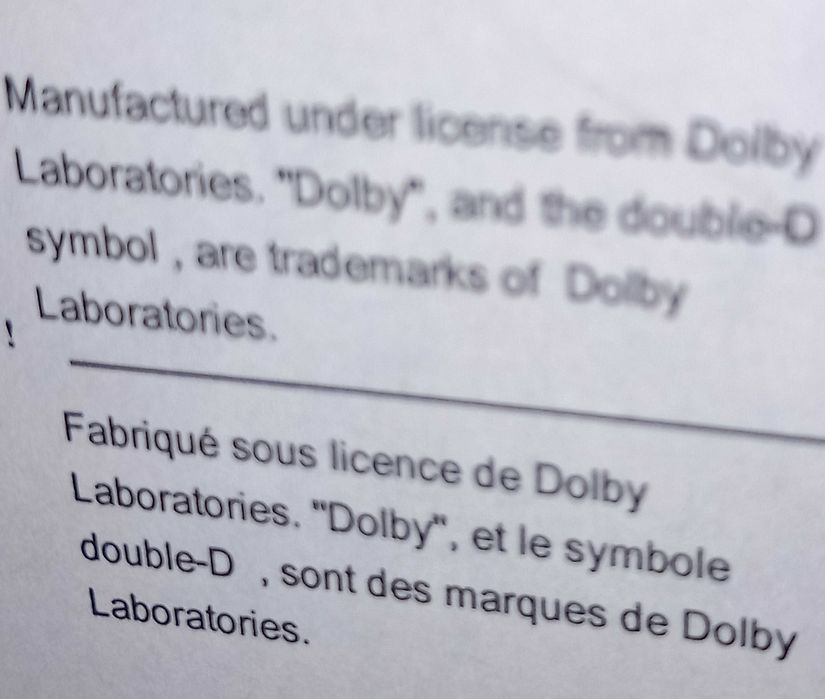 Manufactured under license from Dolby
Laboratories. "Dolby", and the double-D
symbol , are trademarks of Dolby
Laboratories.
!
Fabriqué sous licence de Dolby
Laboratories. "Dolby", et le symbole
double-D , sont des marques de Dolby
Laboratories.